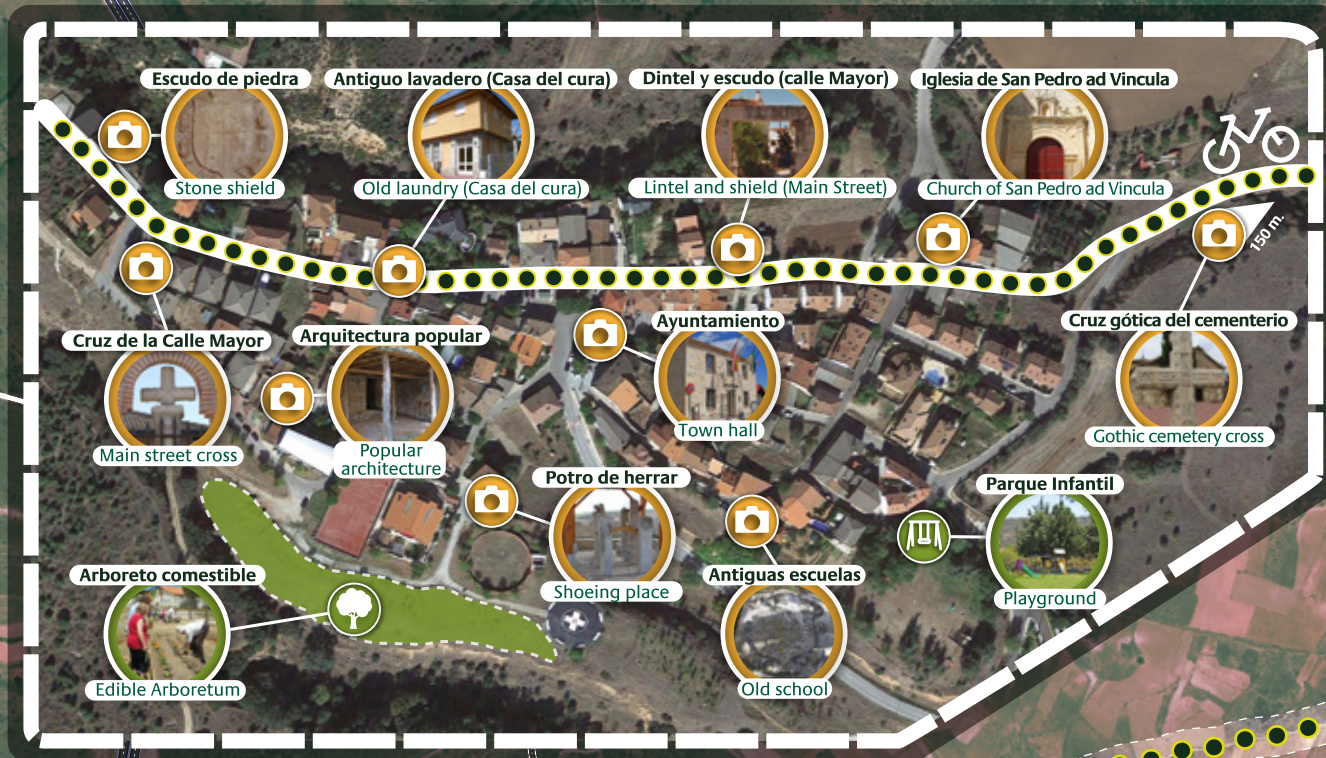 Escudo de piedra
Stone shield
Antiguo lavadero (Casa del cura)
Old laundry (Casa del cura)
Dintel y escudo (calle Mayor)
Lintel and shield (Main Street)
Iglesia de San Pedro ad Vincula
Church of San Pedro ad Vincula
150 m.
Cruz de la Calle Mayor
Main street cross
Arquitectura popular
Popular
architecture
Ayuntamiento
Town hall
Cruz gótica del cementerio
Gothic cemetery cross
Potro de herrar
Shoeing place
Parque Infantil
Playground
Arboreto comestible
Edible Arboretum
Antiguas escuelas
Old school